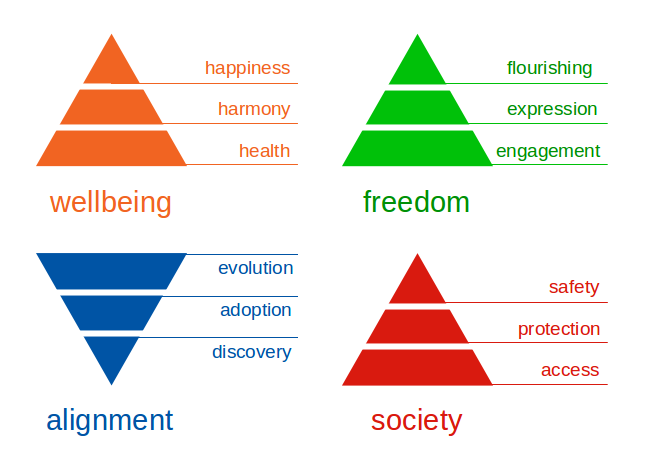 happiness
harmony
health
wellbeing
flourishing
expression
engagement
freedom
evolution
adoption
discovery
alignment
safety
protection
access
society